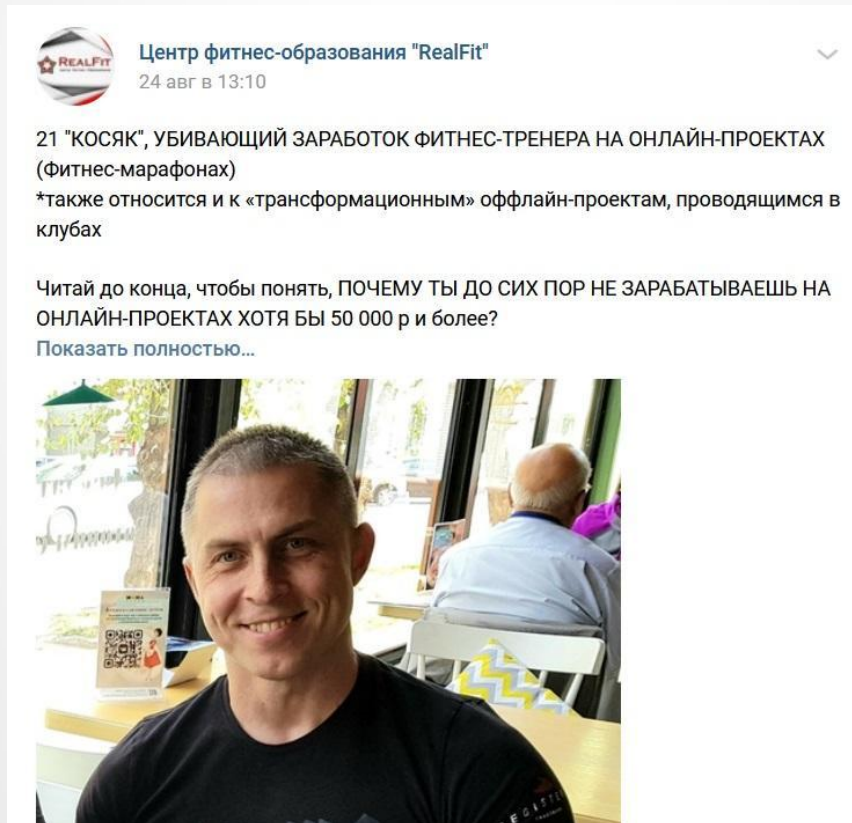 REALFIT
Центр фитнес-образования "RealFit"
24 авг в 13:10
21 "КОСЯК", УБИВАЮЩИЙ ЗАРАБОТОК ФИТНЕС-ТРЕНЕРА НА ОНЛАЙН-ПРОЕКТАХ
(Фитнес-марафонах)
*также относится и к «трансформационным» оффлайн-проектам, проводящимся в
клубах
Читай до конца, чтобы понять, ПОЧЕМУ ТЫ ДО СИХ ПОР НЕ ЗАРАБАТЫВАЕШЬ НА
ОНЛАЙН-ПРОЕКТАХ ХОТЯ БЫ 50 000 р и более?
Показать полностью…